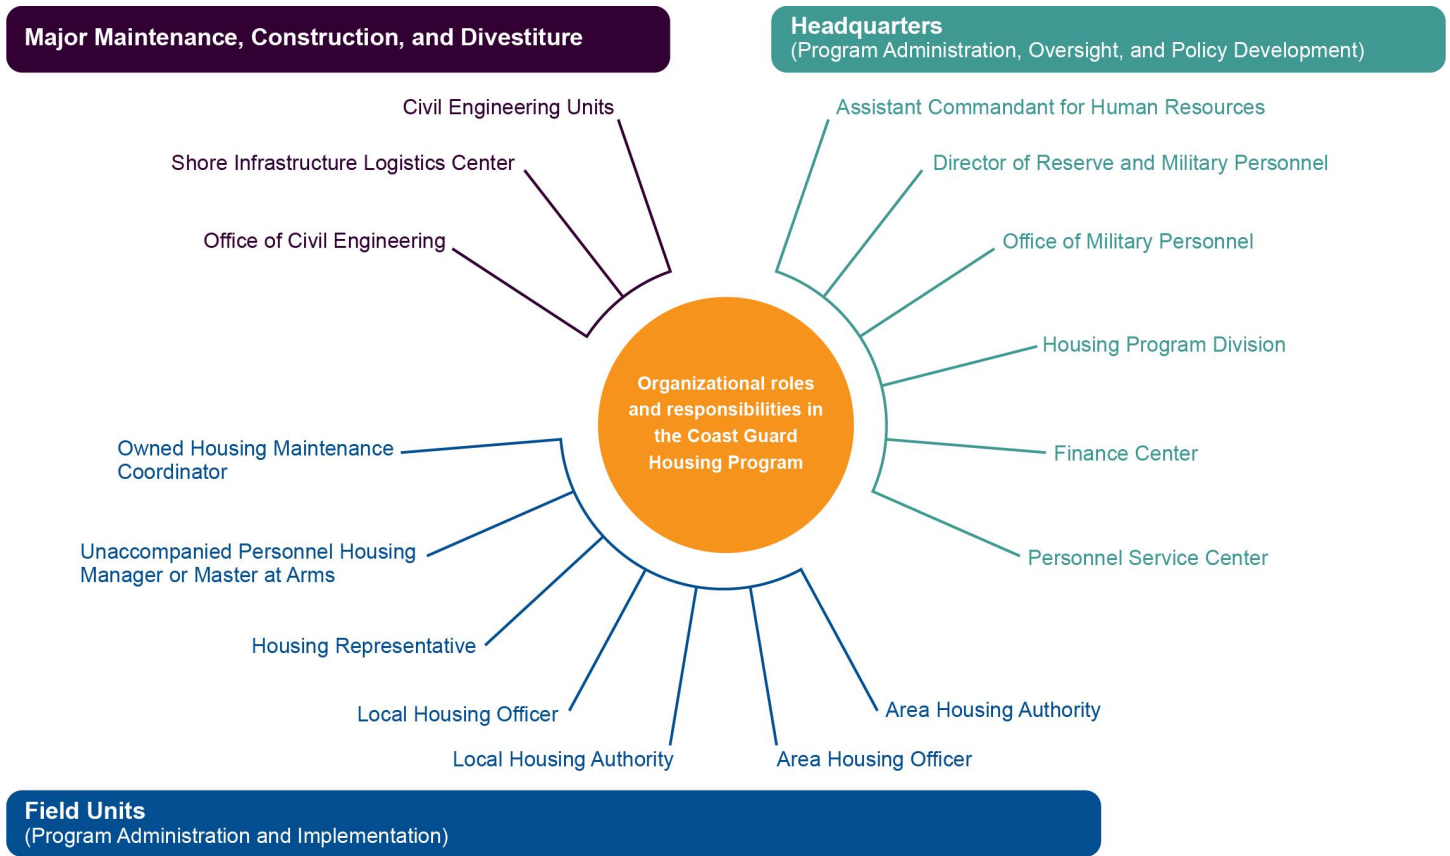 Major Maintenance, Construction, and Divestiture
Headquarters
(Program Administration, Oversight, and Policy Development)
Civil Engineering Units
Shore Infrastructure Logistics Center
Office of Civil Engineering
Assistant Commandant for Human Resources
Director of Reserve and Military Personnel
Office of Military Personnel
Housing Program Division
Finance Center
Personnel Service Center
Organizational roles
and responsibilities in
the Coast Guard
Housing Program
Owned Housing Maintenance
Coordinator
Unaccompanied Personnel Housing
Manager or Master at Arms
Housing Representative
Local Housing Officer
Local Housing Authority
Area Housing Officer
Area Housing Authority
Field Units
(Program Administration and Implementation)